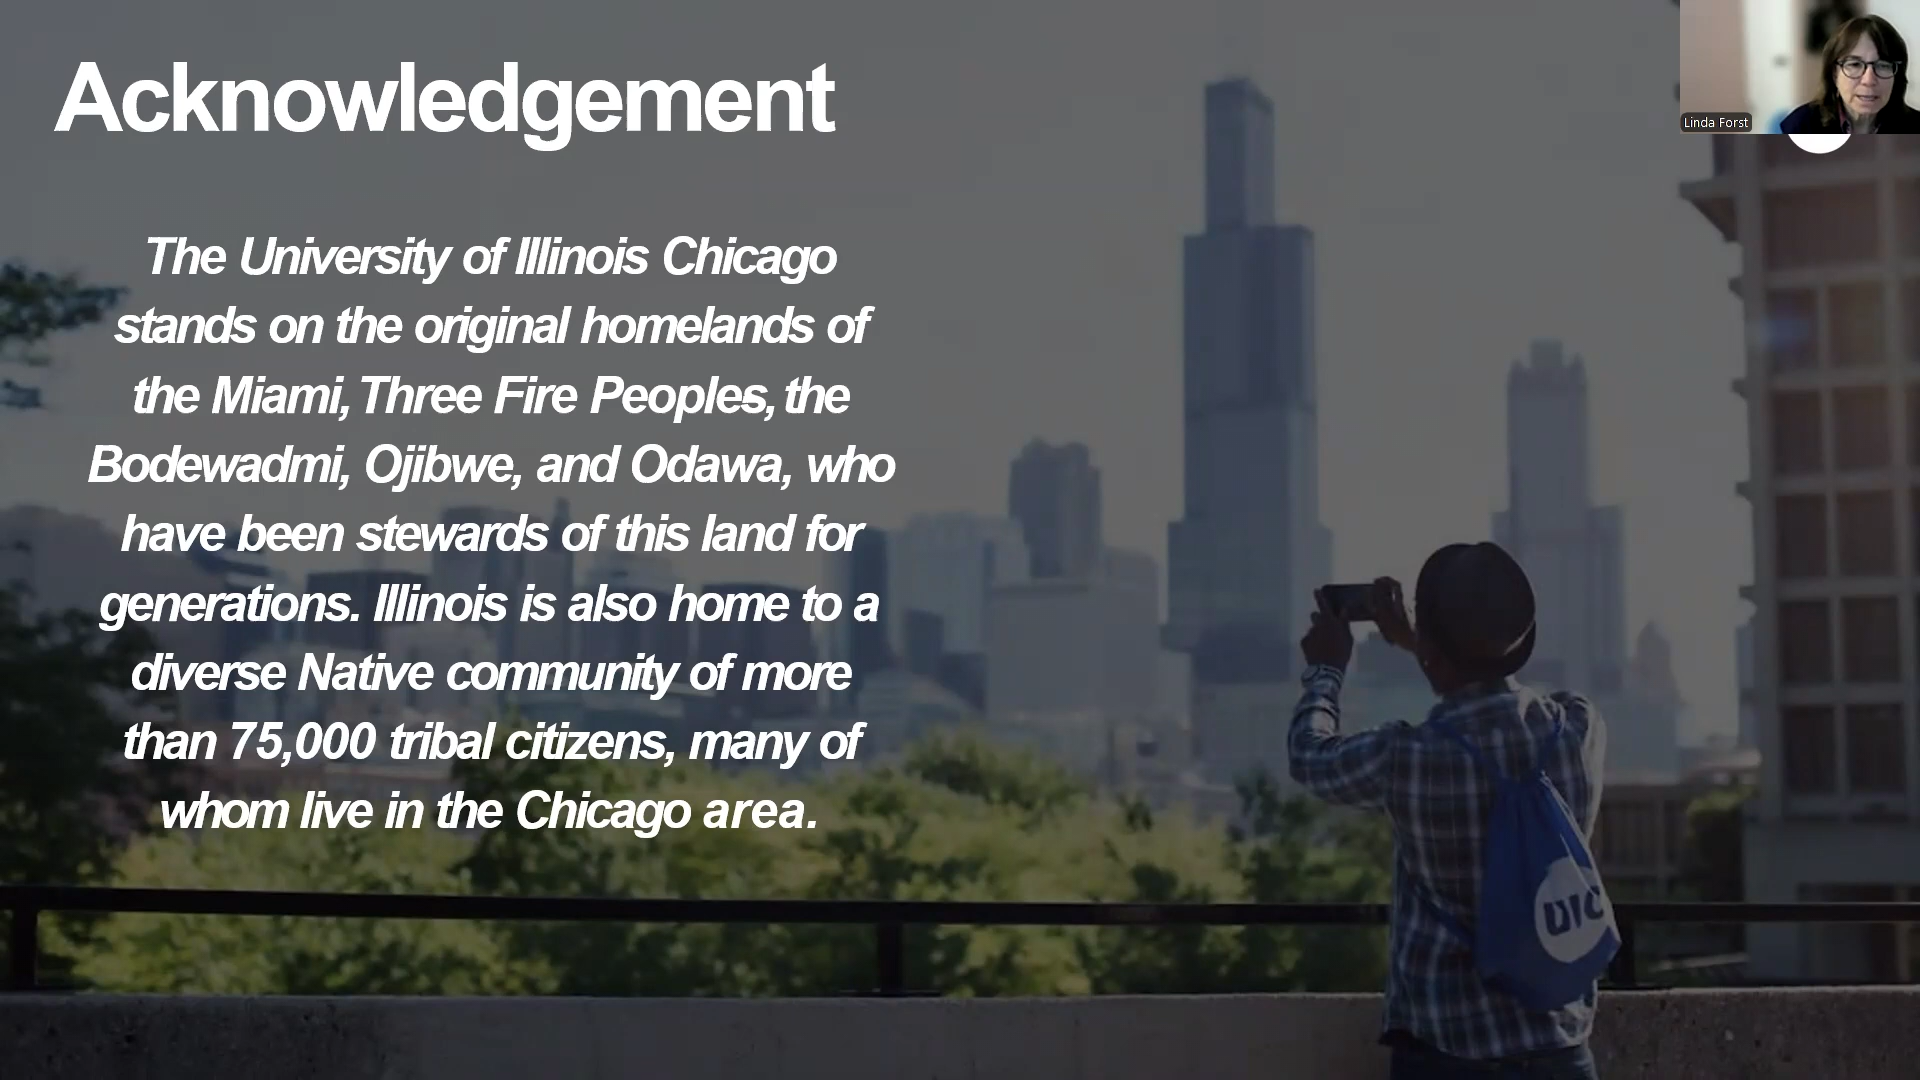 Acknowledgement
Linda Forst
The University of Illinois Chicago
stands on the original homelands of
the Miami, Three Fire Peoples, the
Bodewadmi, Ojibwe, and Odawa, who
have been stewards of this land for
generations. Illinois is also home to a
diverse Native community of more
than 75,000 tribal citizens, many of
whom live in the Chicago area.
UIC